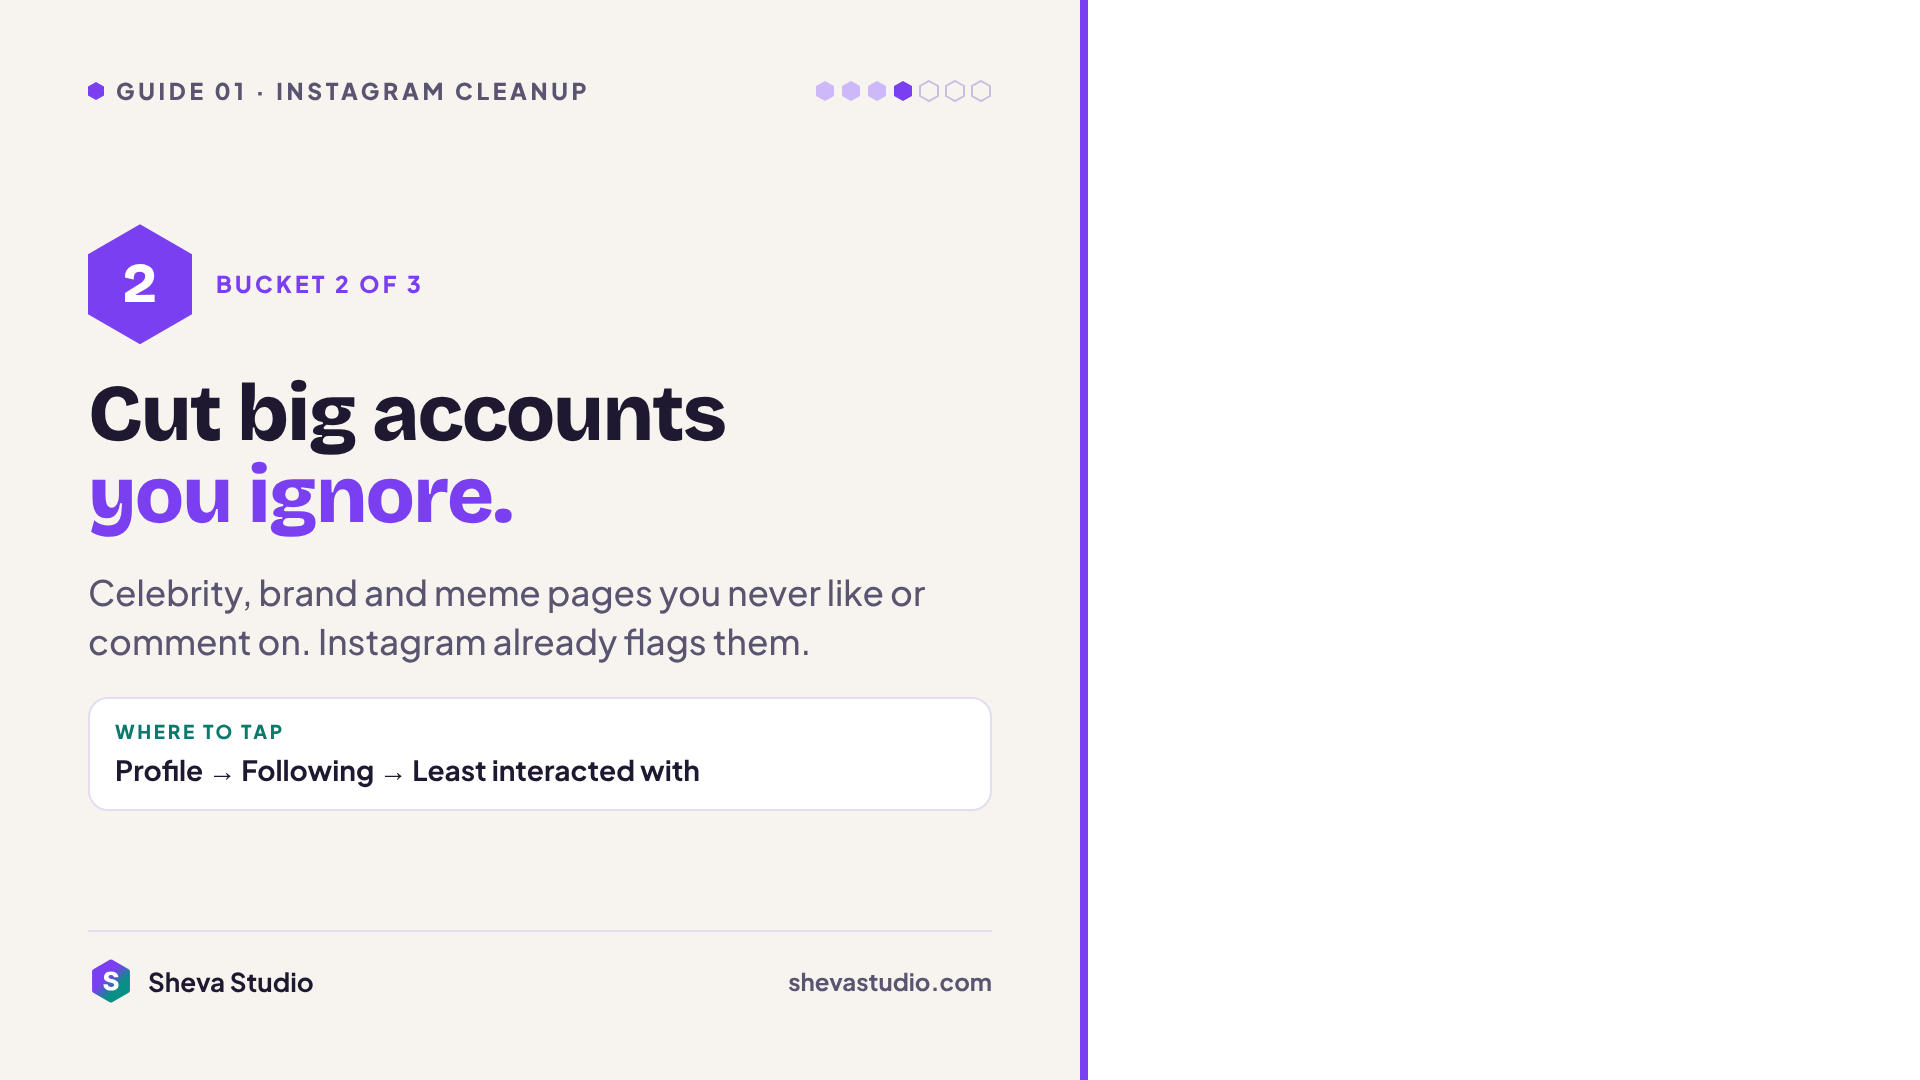 GUIDE 01 · INSTAGRAM CLEANUP
2
BUCKET 2 OF 3
Cut big accounts
you ignore.
Celebrity, brand and meme pages you never like or
comment on. Instagram already flags them.
WHERE TO TAP
Profile → Following → Least interacted with
S
Sheva Studio
shevastudio.com